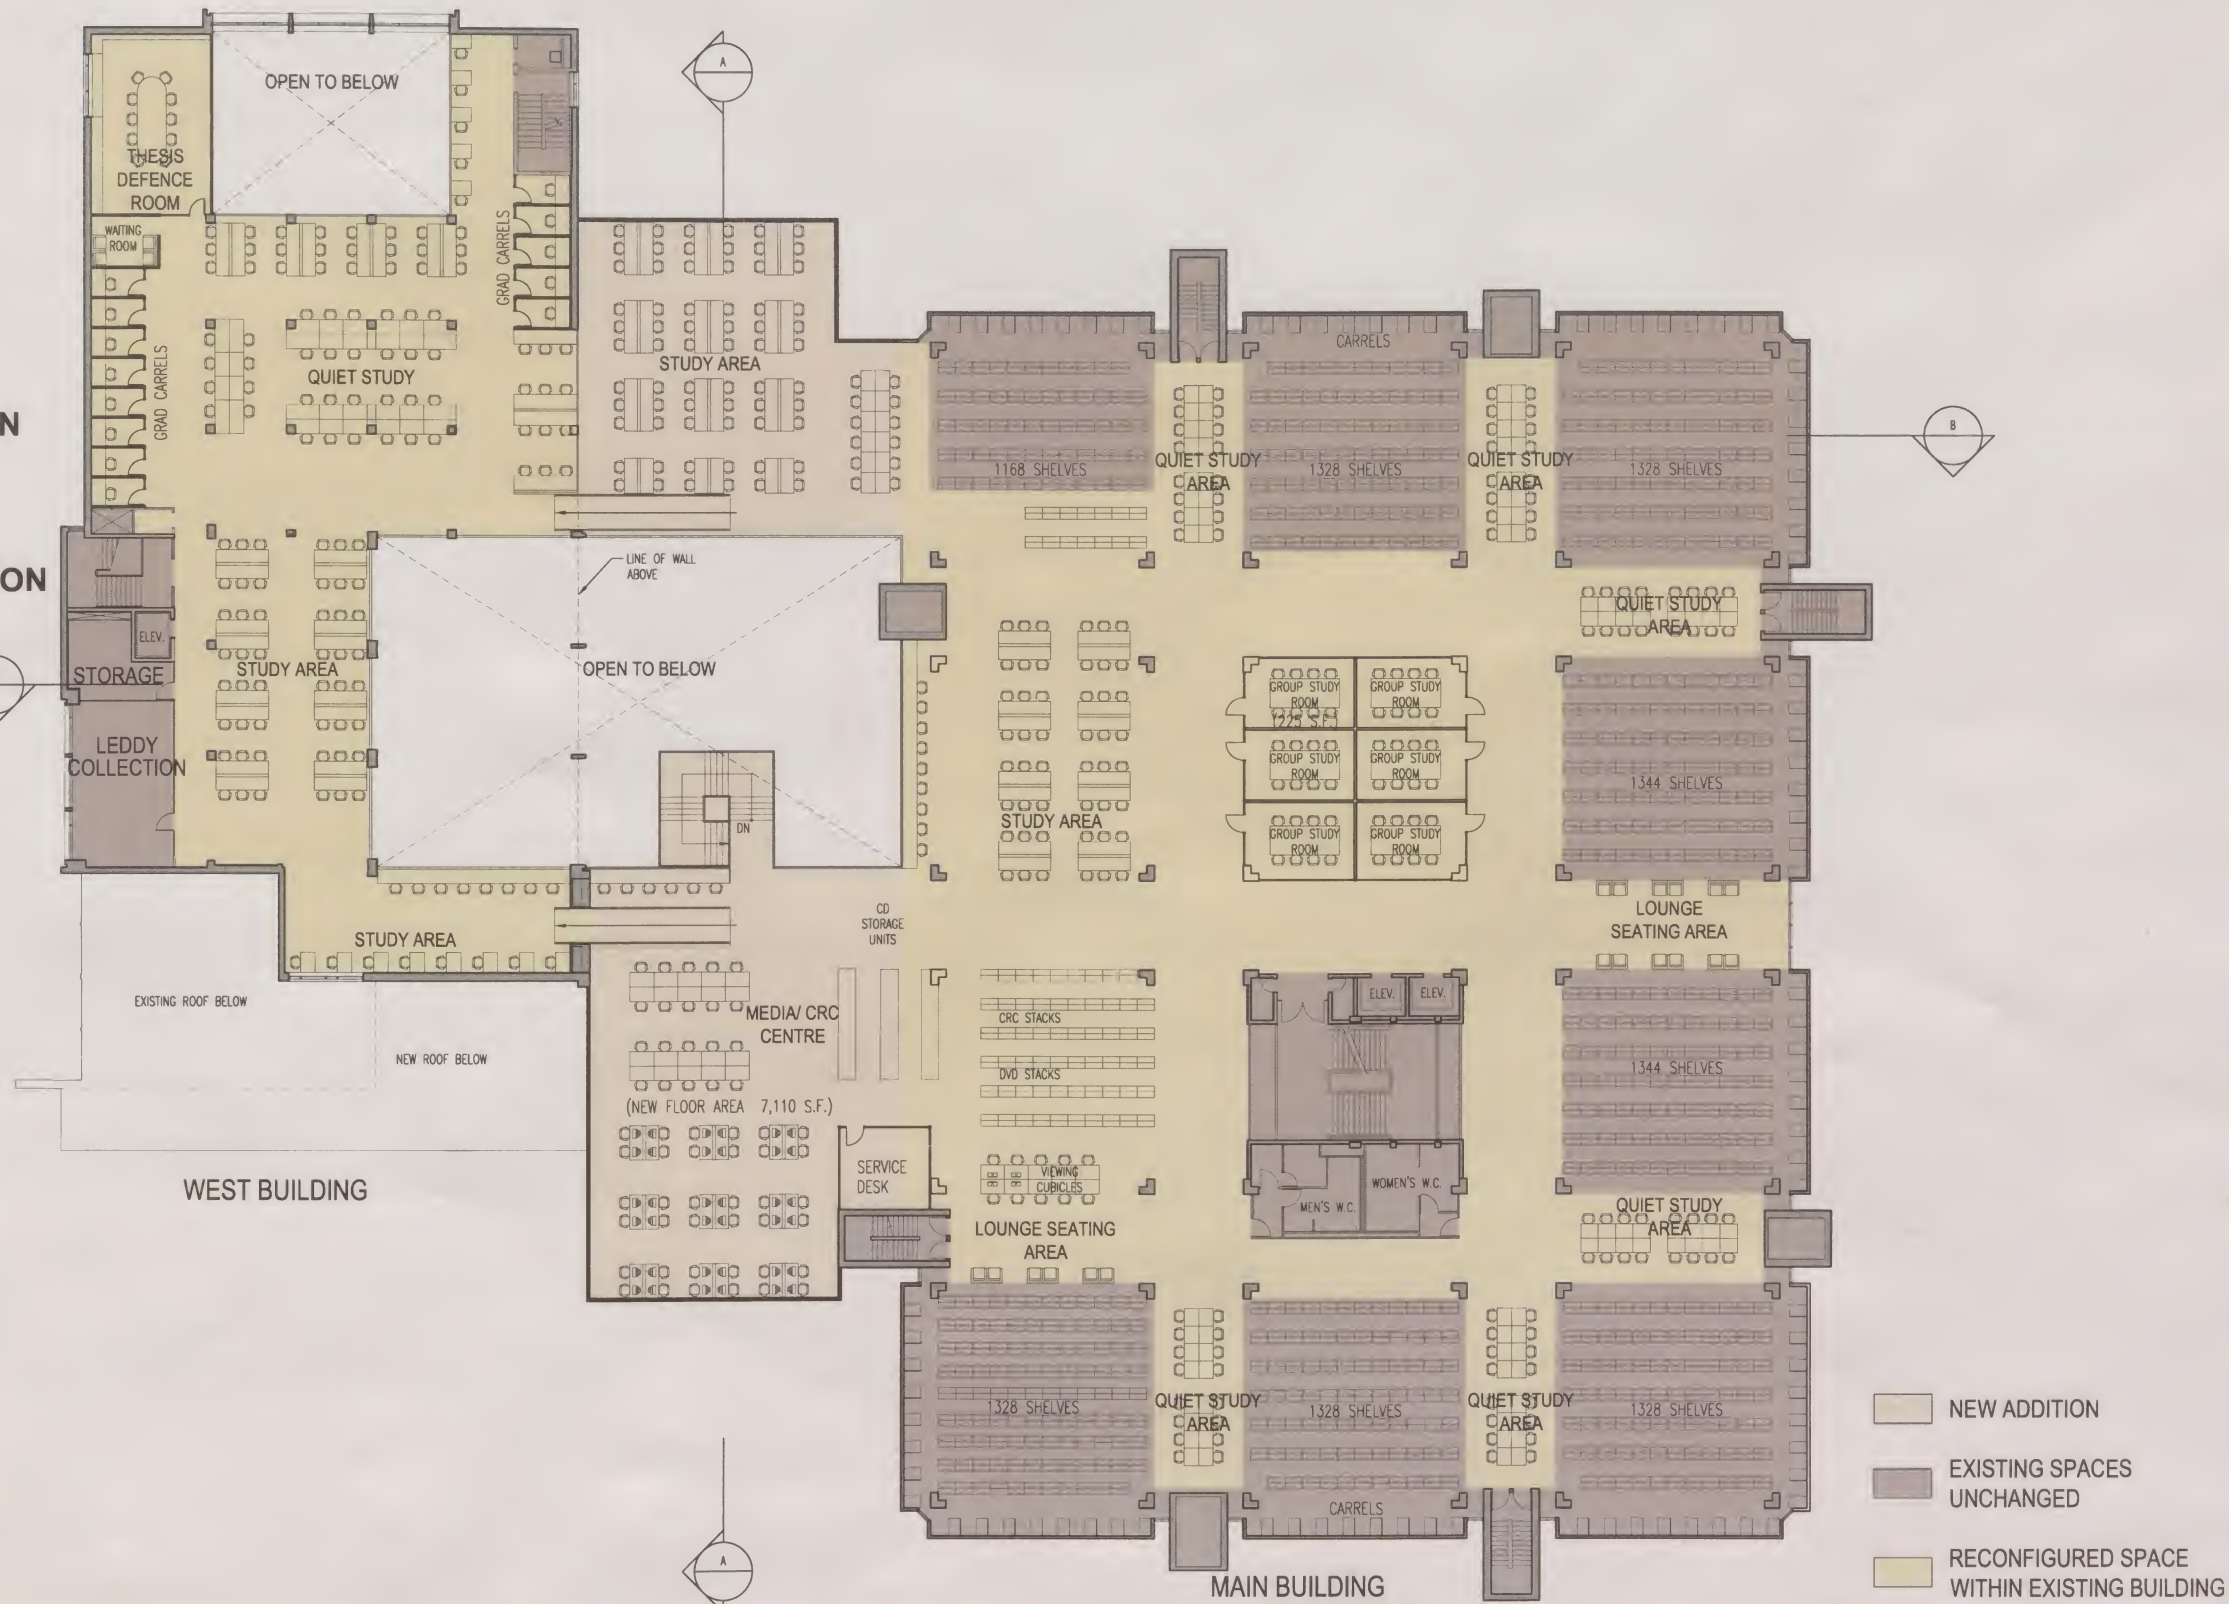 OPEN TO BELOW
A
THESIS
DEFENCE
ROOM
WAITING
ROOM
GRAD CARRELS
GRAD CARRELS
QUIET STUDY
STUDY AREA
CARRELS
1168 SHELVES
QUIET STUDY
AREA
1328 SHELVES
QUIET STUDY
AREA
1328 SHELVES
B
N
ON
LINE OF WALL
ABOVE
ELEV.
STORAGE
STUDY AREA
OPEN TO BELOW
QUIET STUDY
AREA
GROUP STUDY
ROOM
(225 S.F.)
GROUP STUDY
ROOM
GROUP STUDY
ROOM
GROUP STUDY
ROOM
GROUP STUDY
ROOM
GROUP STUDY
ROOM
LEDDY
COLLECTION
DN
STUDY AREA
1344 SHELVES
CD
STORAGE
UNITS
LOUNGE
SEATING AREA
STUDY AREA
EXISTING ROOF BELOW
NEW ROOF BELOW
MEDIA/ CRC
CENTRE
CRC STACKS
DVD STACKS
ELEV.
ELEV.
1344 SHELVES
(NEW FLOOR AREA 7,110 S.F.)
SERVICE
DESK
VIEWING
CUBICLES
MEN'S W.C.
WOMEN'S W.C.
WEST BUILDING
LOUNGE SEATING
AREA
QUIET STUDY
AREA
1328 SHELVES
QUIET STUDY
AREA
1328 SHELVES
QUIET STUDY
AREA
1328 SHELVES
CARRELS
A
MAIN BUILDING
NEW ADDITION
EXISTING SPACES
UNCHANGED
RECONFIGURED SPACE
WITHIN EXISTING BUILDING